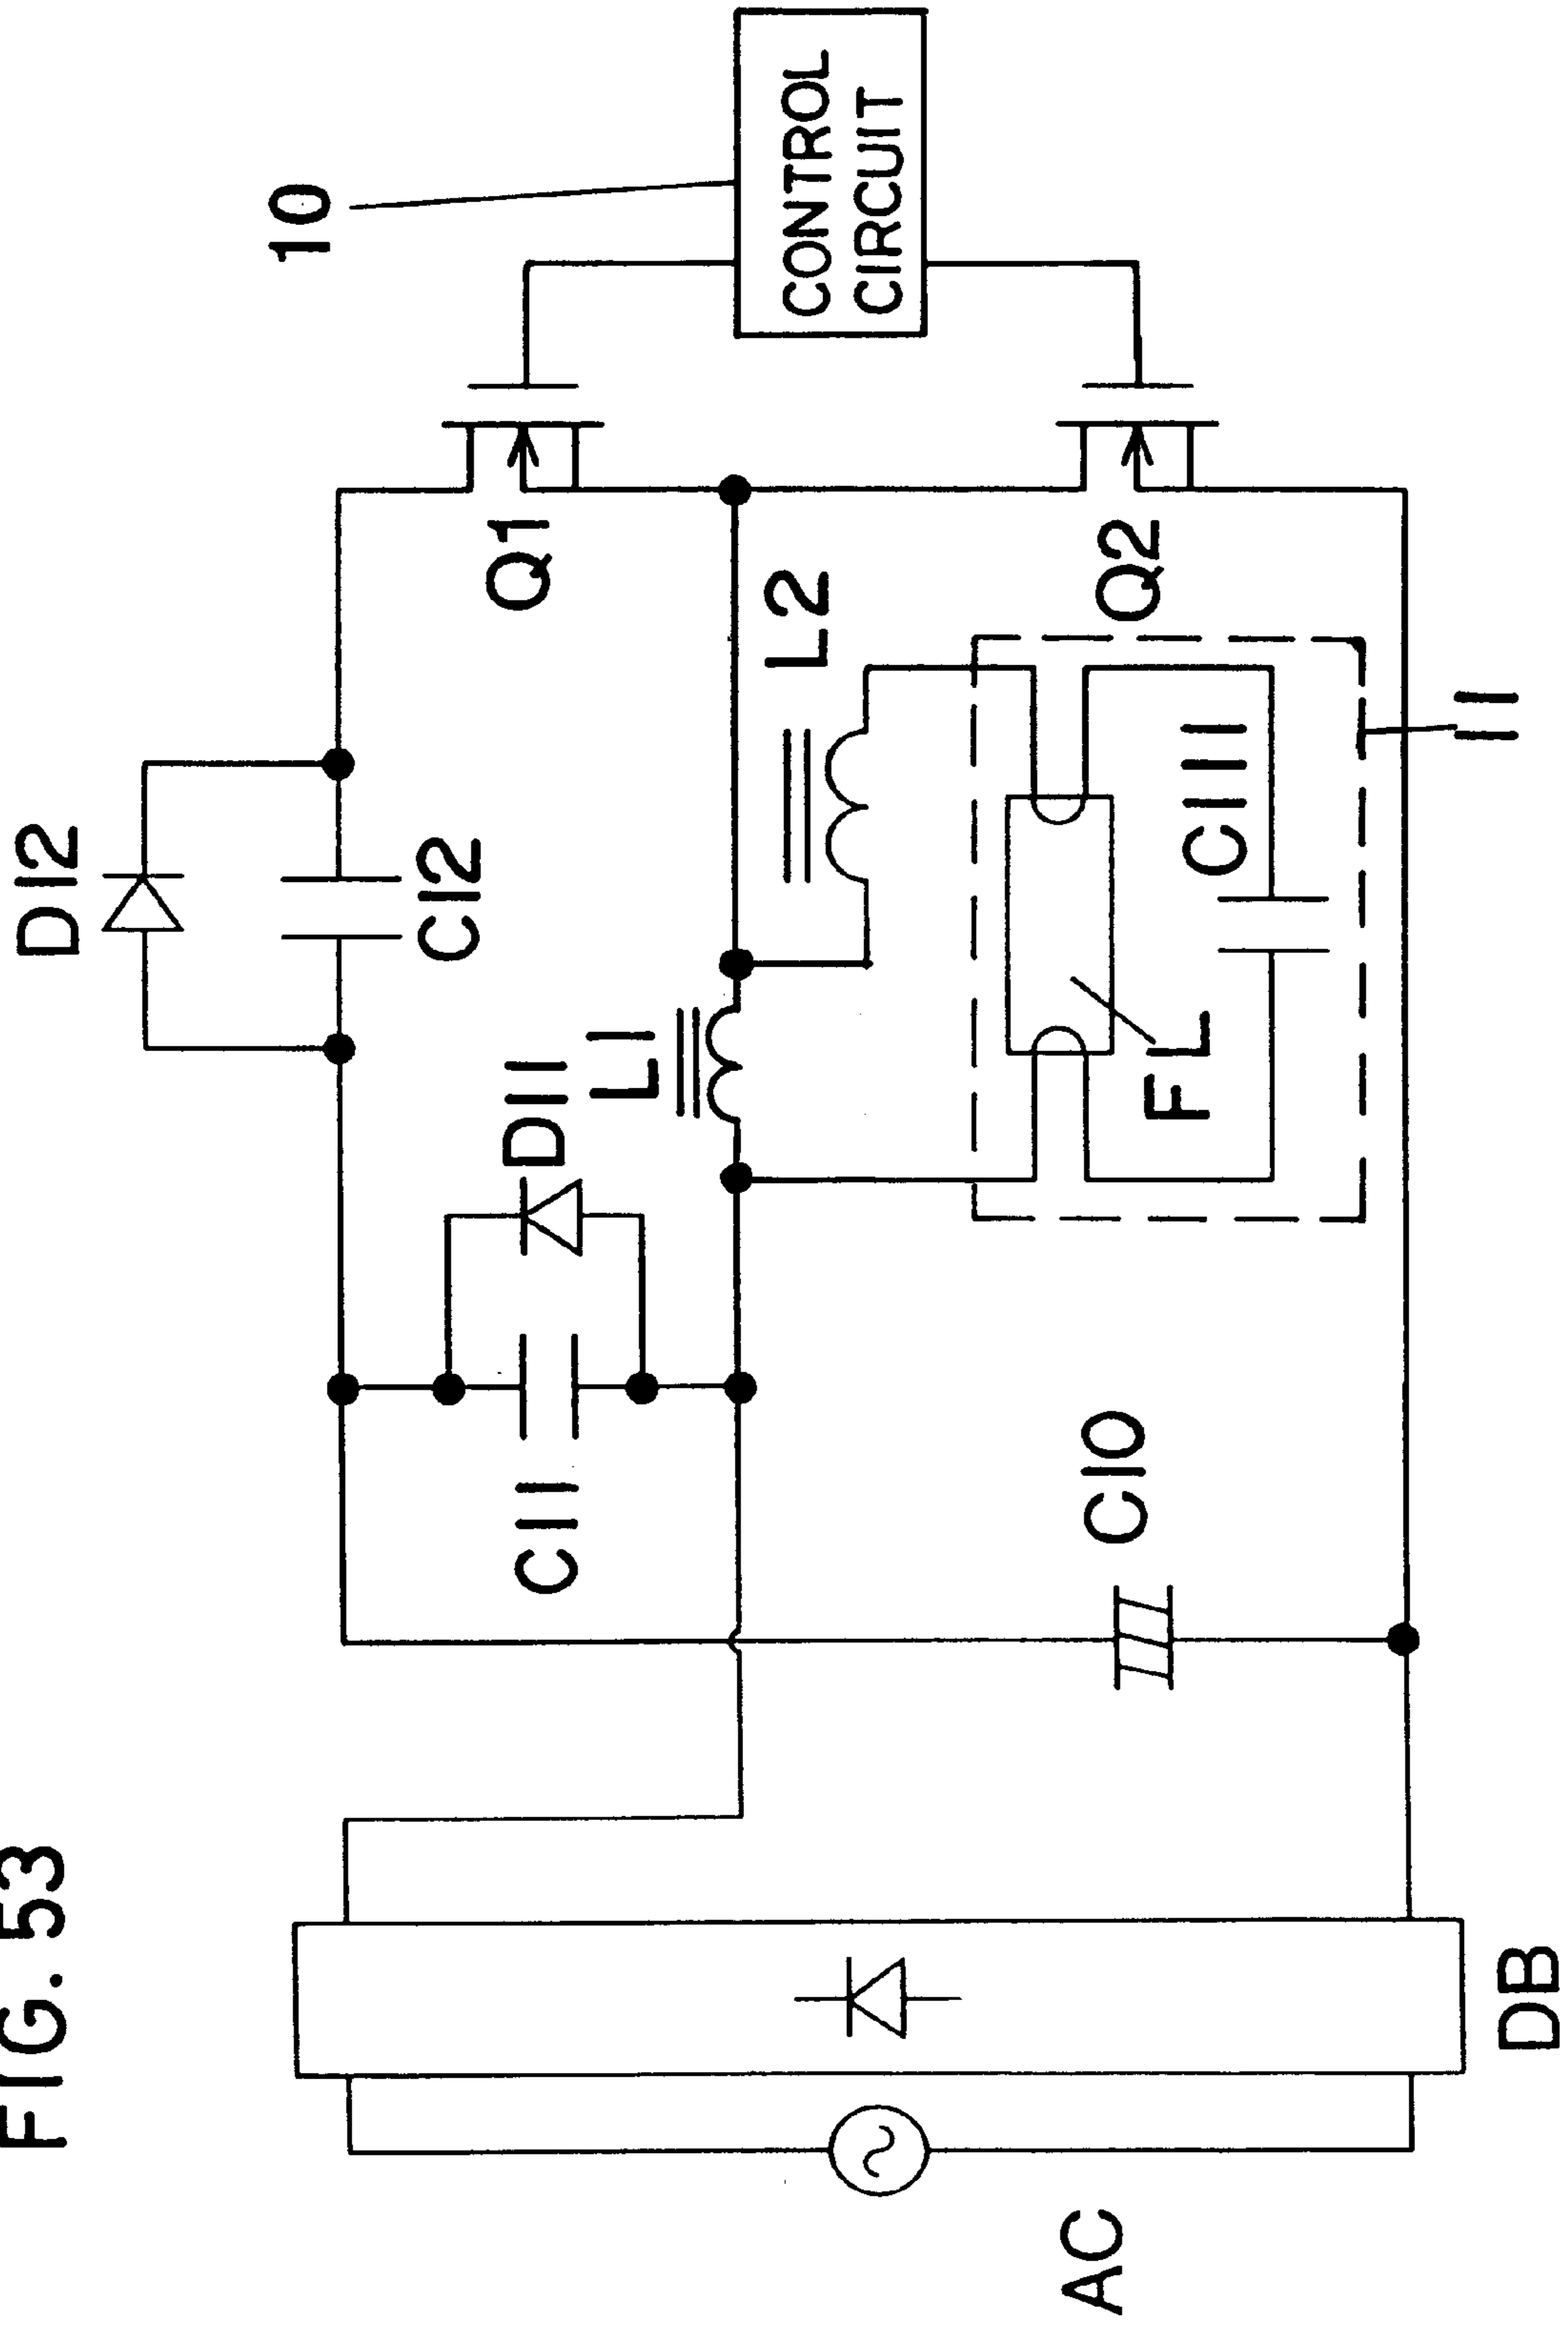 FIG. 53
D12
C12
10
Q1
CONTROL
CIRCUIT
D11
L1
C11
L2
Q2
C10
FL
C111
11
AC
DB